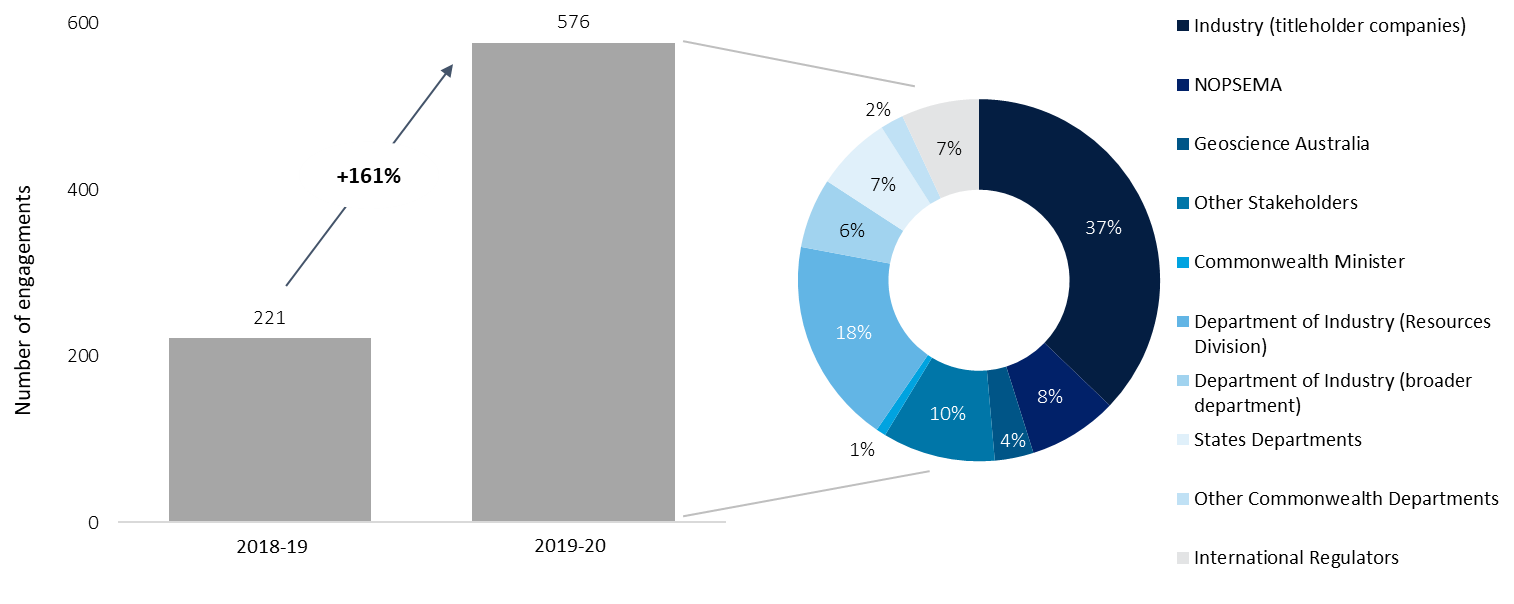 Number of engagements
600
400
200
0
221
576
+161%
2018-19
2019-20
37%
8%
4%
10%
1%
18%
6%
7%
2%
7%
Industry (titleholder companies)
NOPSEMA
Geoscience Australia
Other Stakeholders
Commonwealth Minister
Department of Industry (Resources
Division)
Department of Industry (broader
department)
States Departments
Other Commonwealth Departments
International Regulators